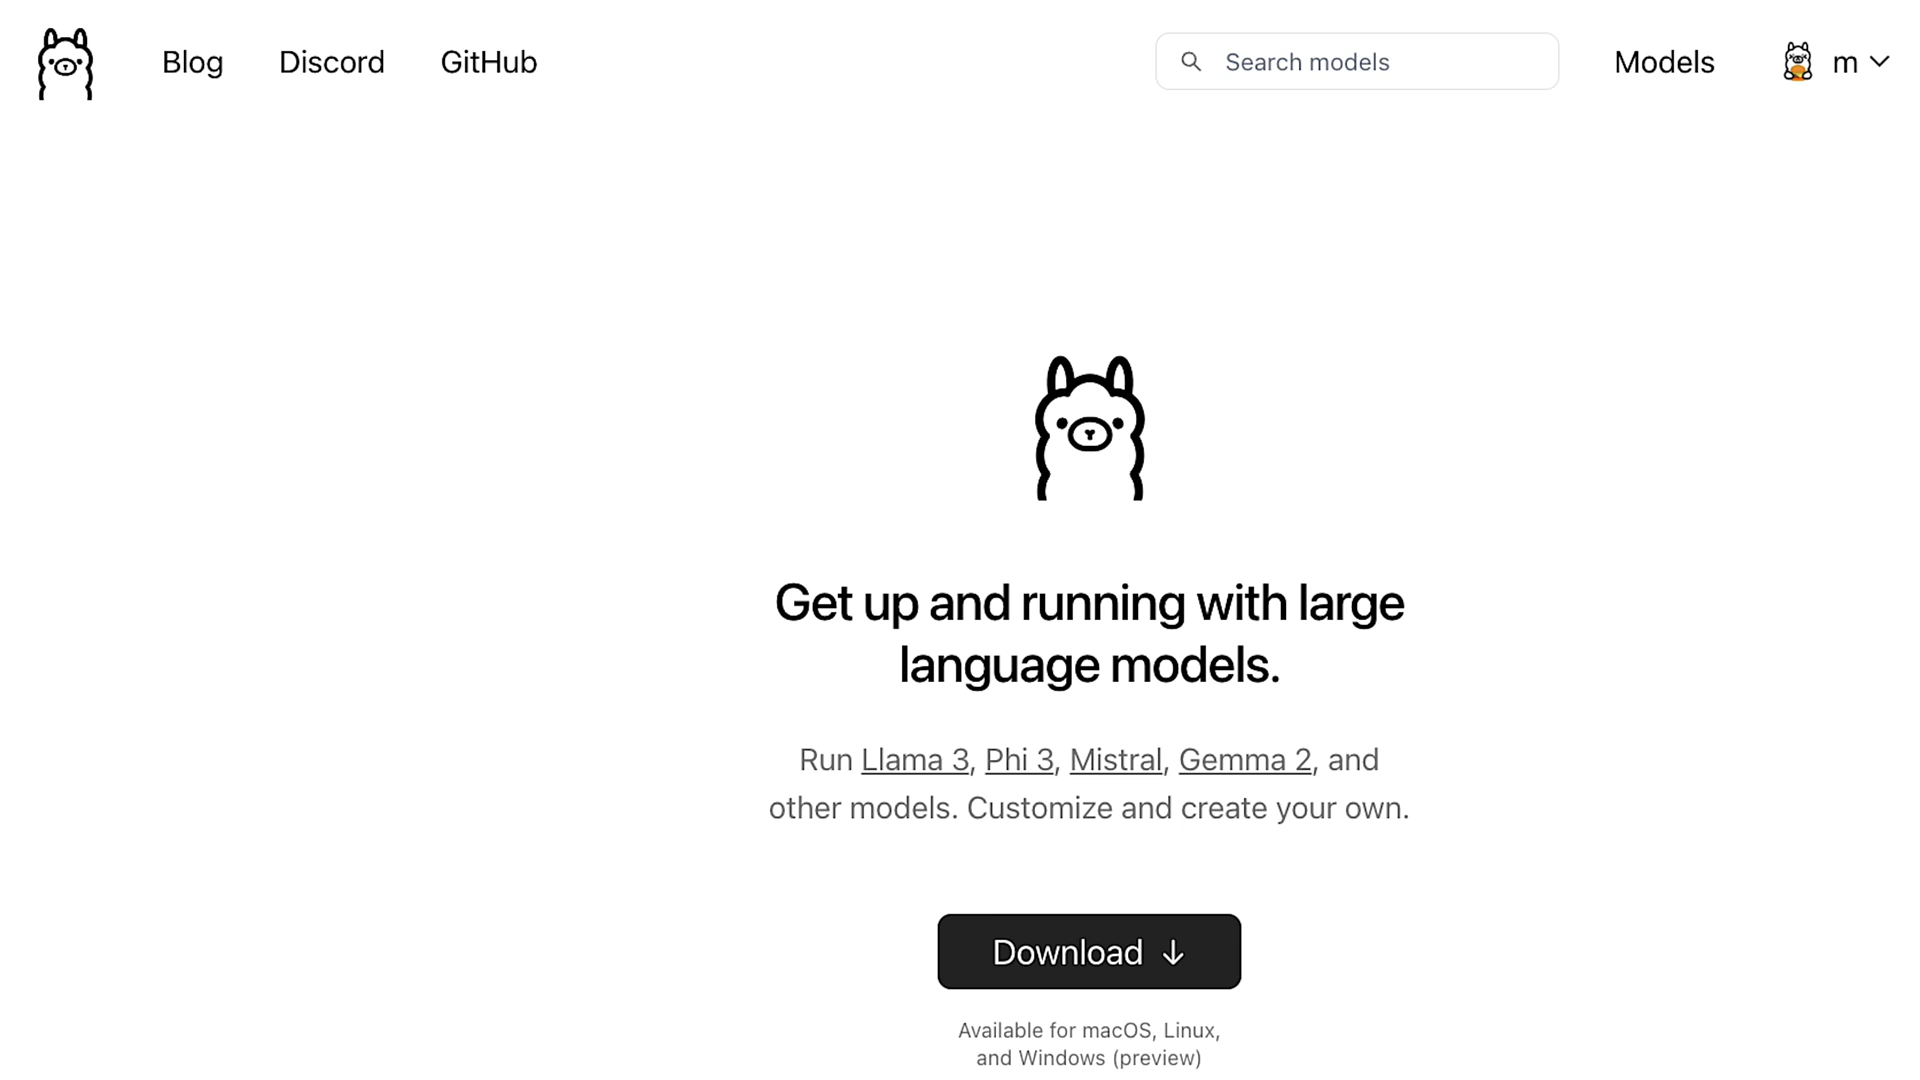 Blog
Discord
GitHub
Search models
Models
m
Get up and running with large
language models.
Run Llama 3, Phi 3, Mistral, Gemma 2, and
other models. Customize and create your own.
Download ↓
Available for macOS, Linux,
and Windows (preview)